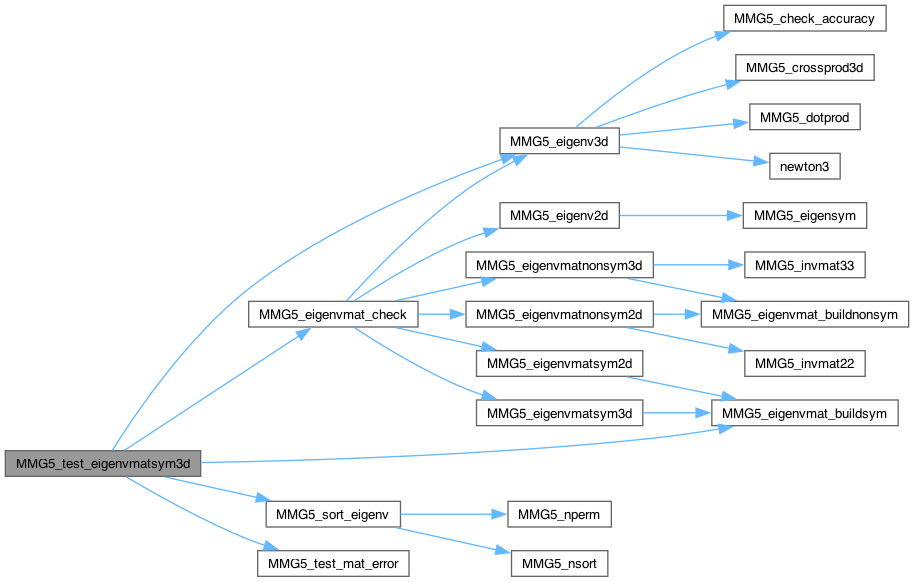 MMG5_check_accuracy
MMG5_crossprod3d
MMG5_dotprod
MMG5_eigenv3d
newton3
MMG5_eigenv2d
MMG5_eigensym
MMG5_eigenvmatnonsym3d
MMG5_invmat33
MMG5_eigenvmat_check
MMG5_eigenvmatnonsym2d
MMG5_eigenvmat_buildnonsym
MMG5_eigenvmatsym2d
MMG5_invmat22
MMG5_eigenvmatsym3d
MMG5_eigenvmat_buildsym
MMG5_test_eigenvmatsym3d
MMG5_sort_eigenv
MMG5_nperm
MMG5_test_mat_error
MMG5_nsort